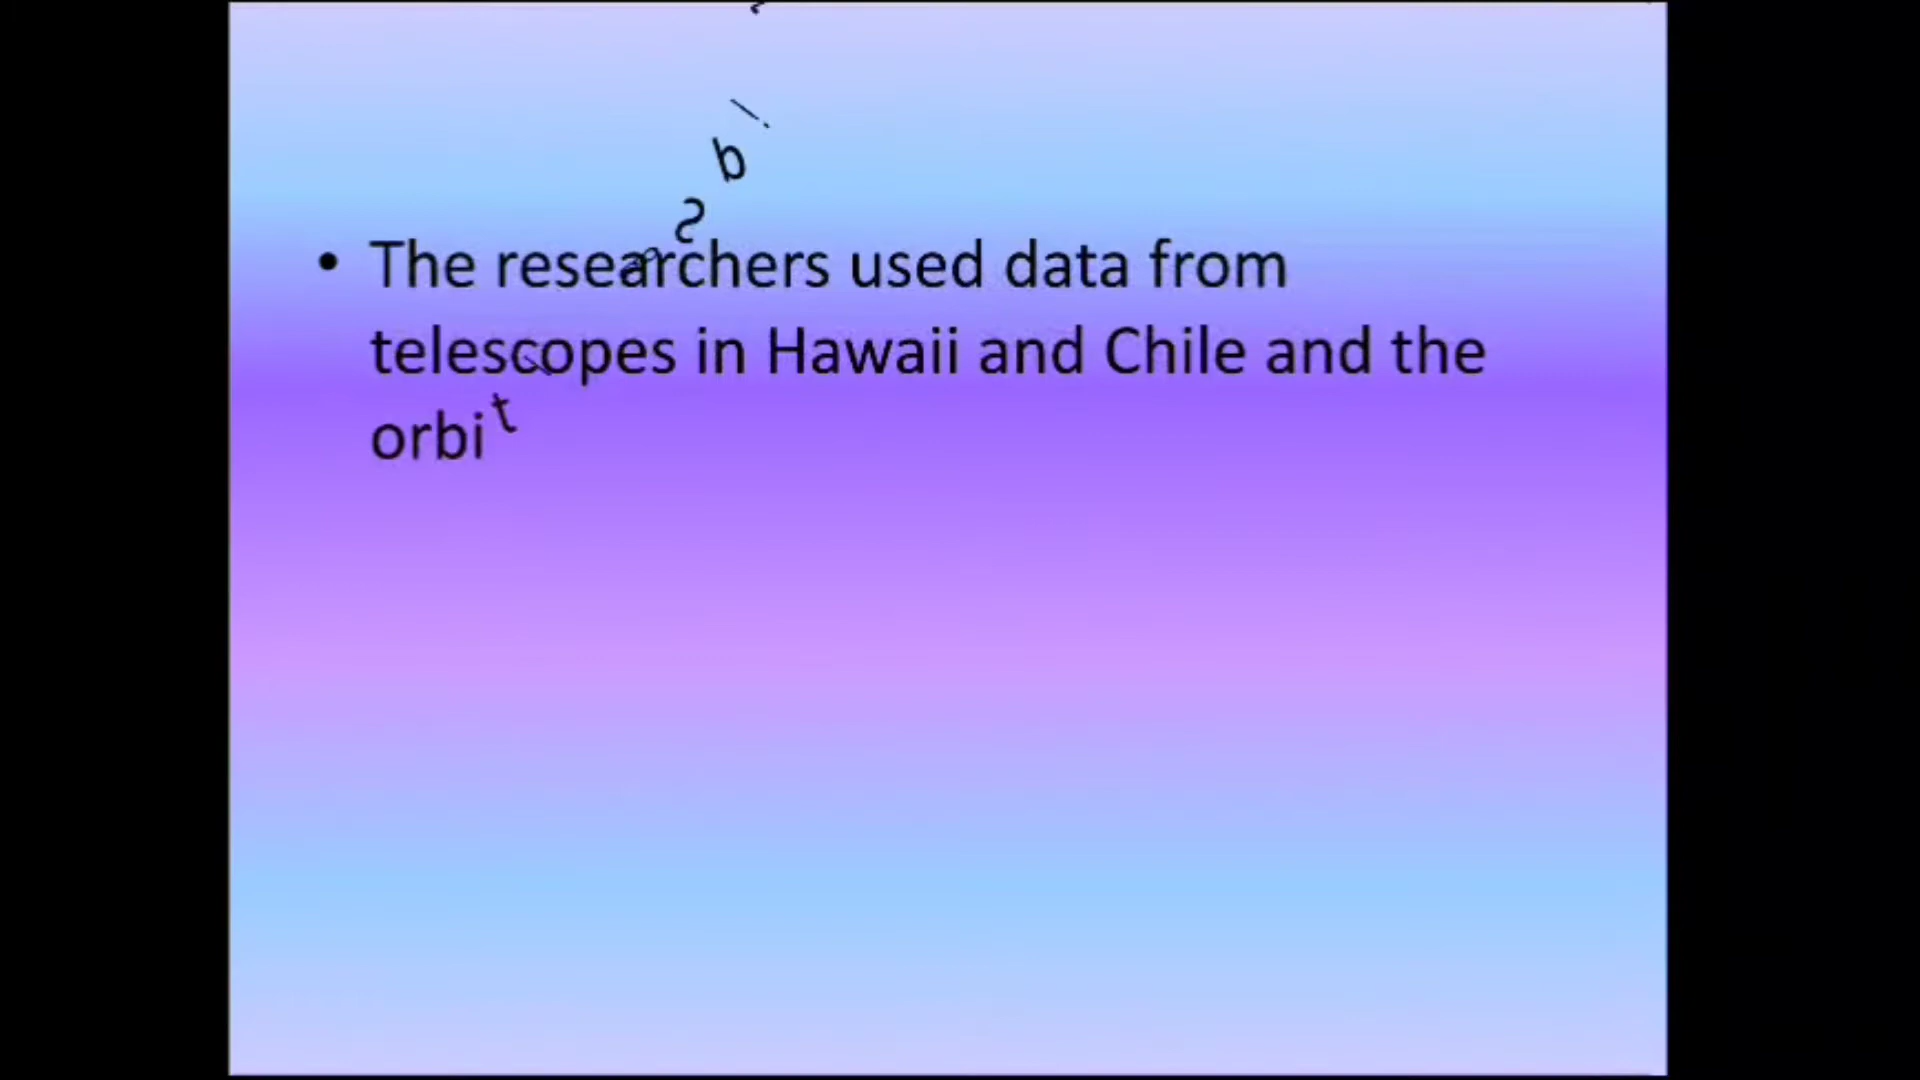 • The researchers used data from
telescopes in Hawaii and Chile and the
orbit